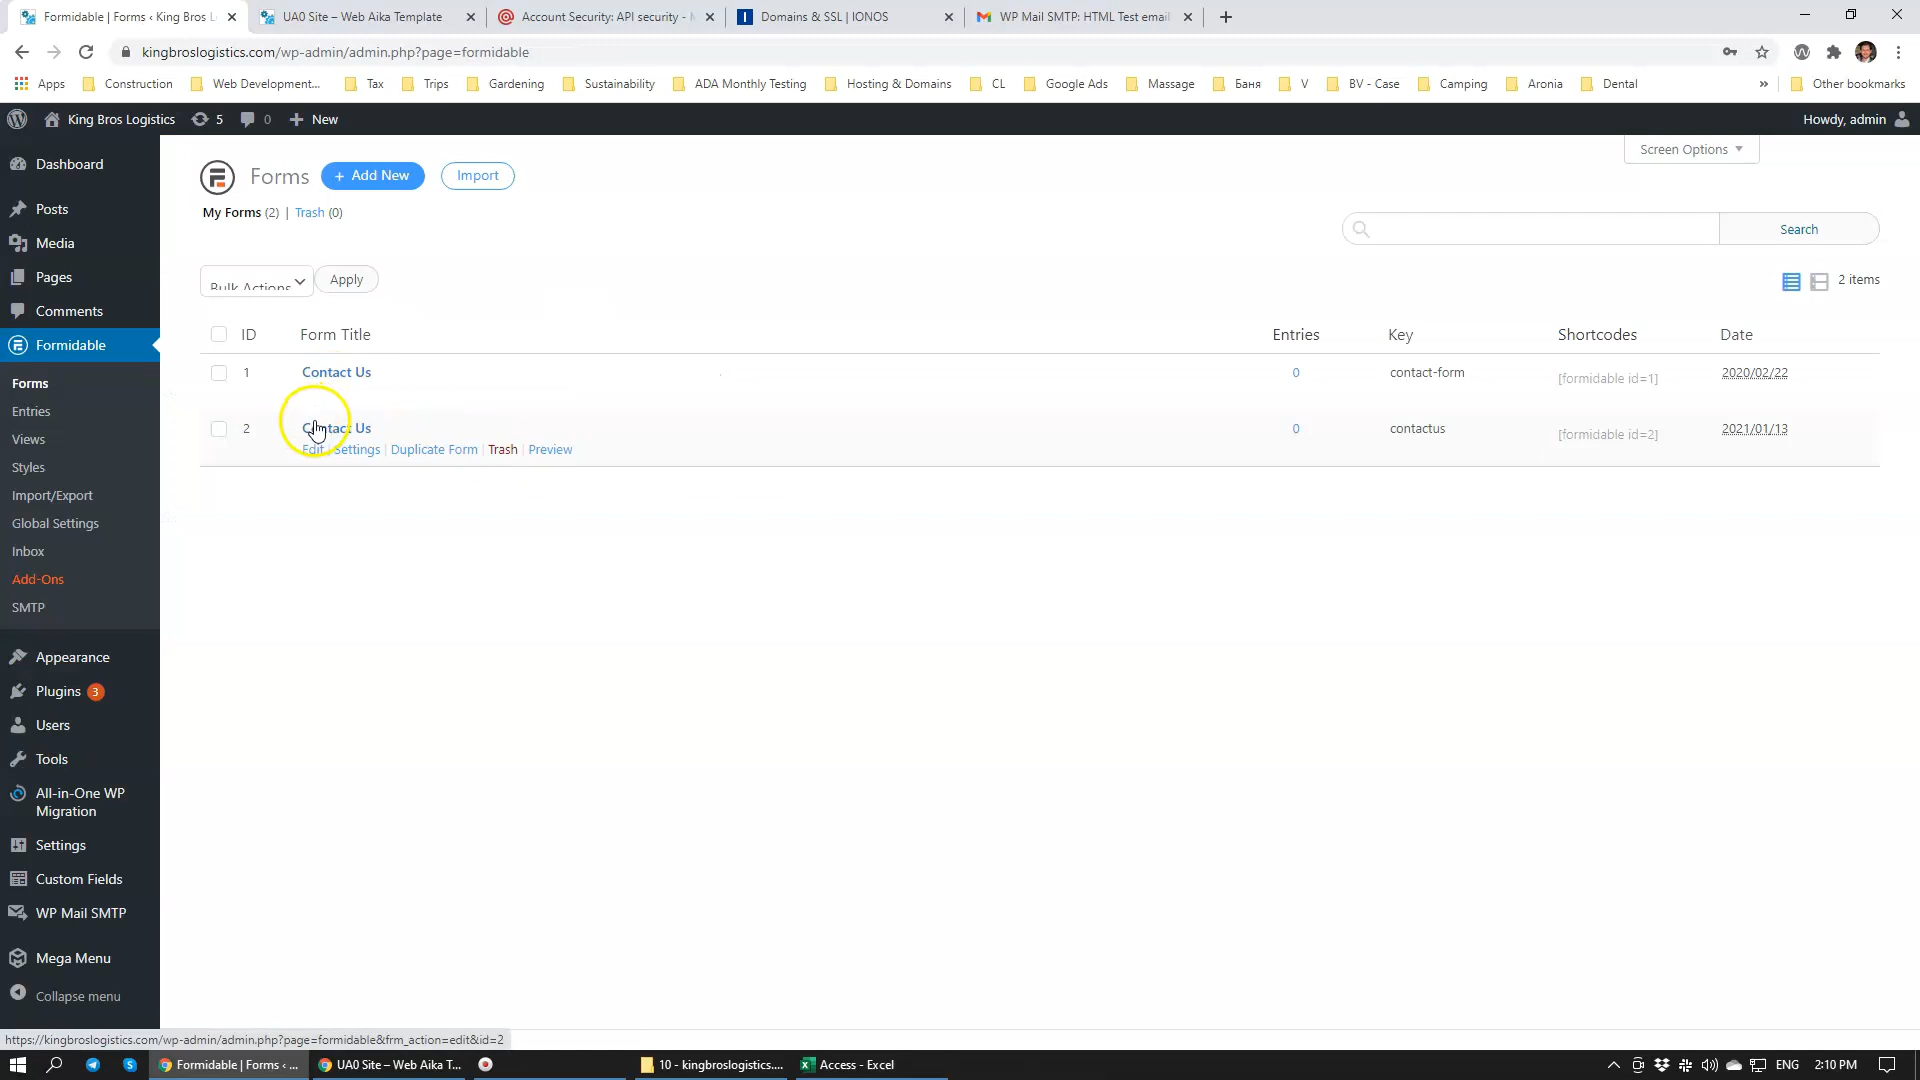 Formidable | Forms ‹ King Bros L
UA0 Site – Web Aika Template
Account Security: API security -
Domains & SSL | IONOS
WP Mail SMTP: HTML Test email
kingbroslogistics.com/wp-admin/admin.php?page=formidable
Apps
Construction
Web Development...
Tax
Trips
Gardening
Sustainability
ADA Monthly Testing
Hosting & Domains
CL
Google Ads
Massage
Баня
V
BV - Case
Camping
Aronia
Dental
»
Other bookmarks
King Bros Logistics
5
0
New
Howdy, admin
Dashboard
Posts
Media
Pages
Comments
Formidable
Forms
Entries
Views
Styles
Import/Export
Global Settings
Inbox
Add-Ons
SMTP
Appearance
Plugins 3
Users
Tools
All-in-One WP
Migration
Settings
Custom Fields
WP Mail SMTP
Mega Menu
Collapse menu
Screen Options
Forms
+ Add New
Import
My Forms (2) | Trash (0)
Search
Bulk Actions
Apply
2 items
ID Form Title Entries Key Shortcodes Date
1 Contact Us 0 contact-form [formidable id=1] 2020/02/22
2 Contact Us 0 contactus [formidable id=2] 2021/01/13
Edit | Settings | Duplicate Form | Trash | Preview
https://kingbroslogistics.com/wp-admin/admin.php?page=formidable&frm_action=edit&id=2
Formidable | Forms ‹ ...
UA0 Site – Web Aika T...
10 - kingbroslogistics....
Access - Excel
ENG
2:10 PM